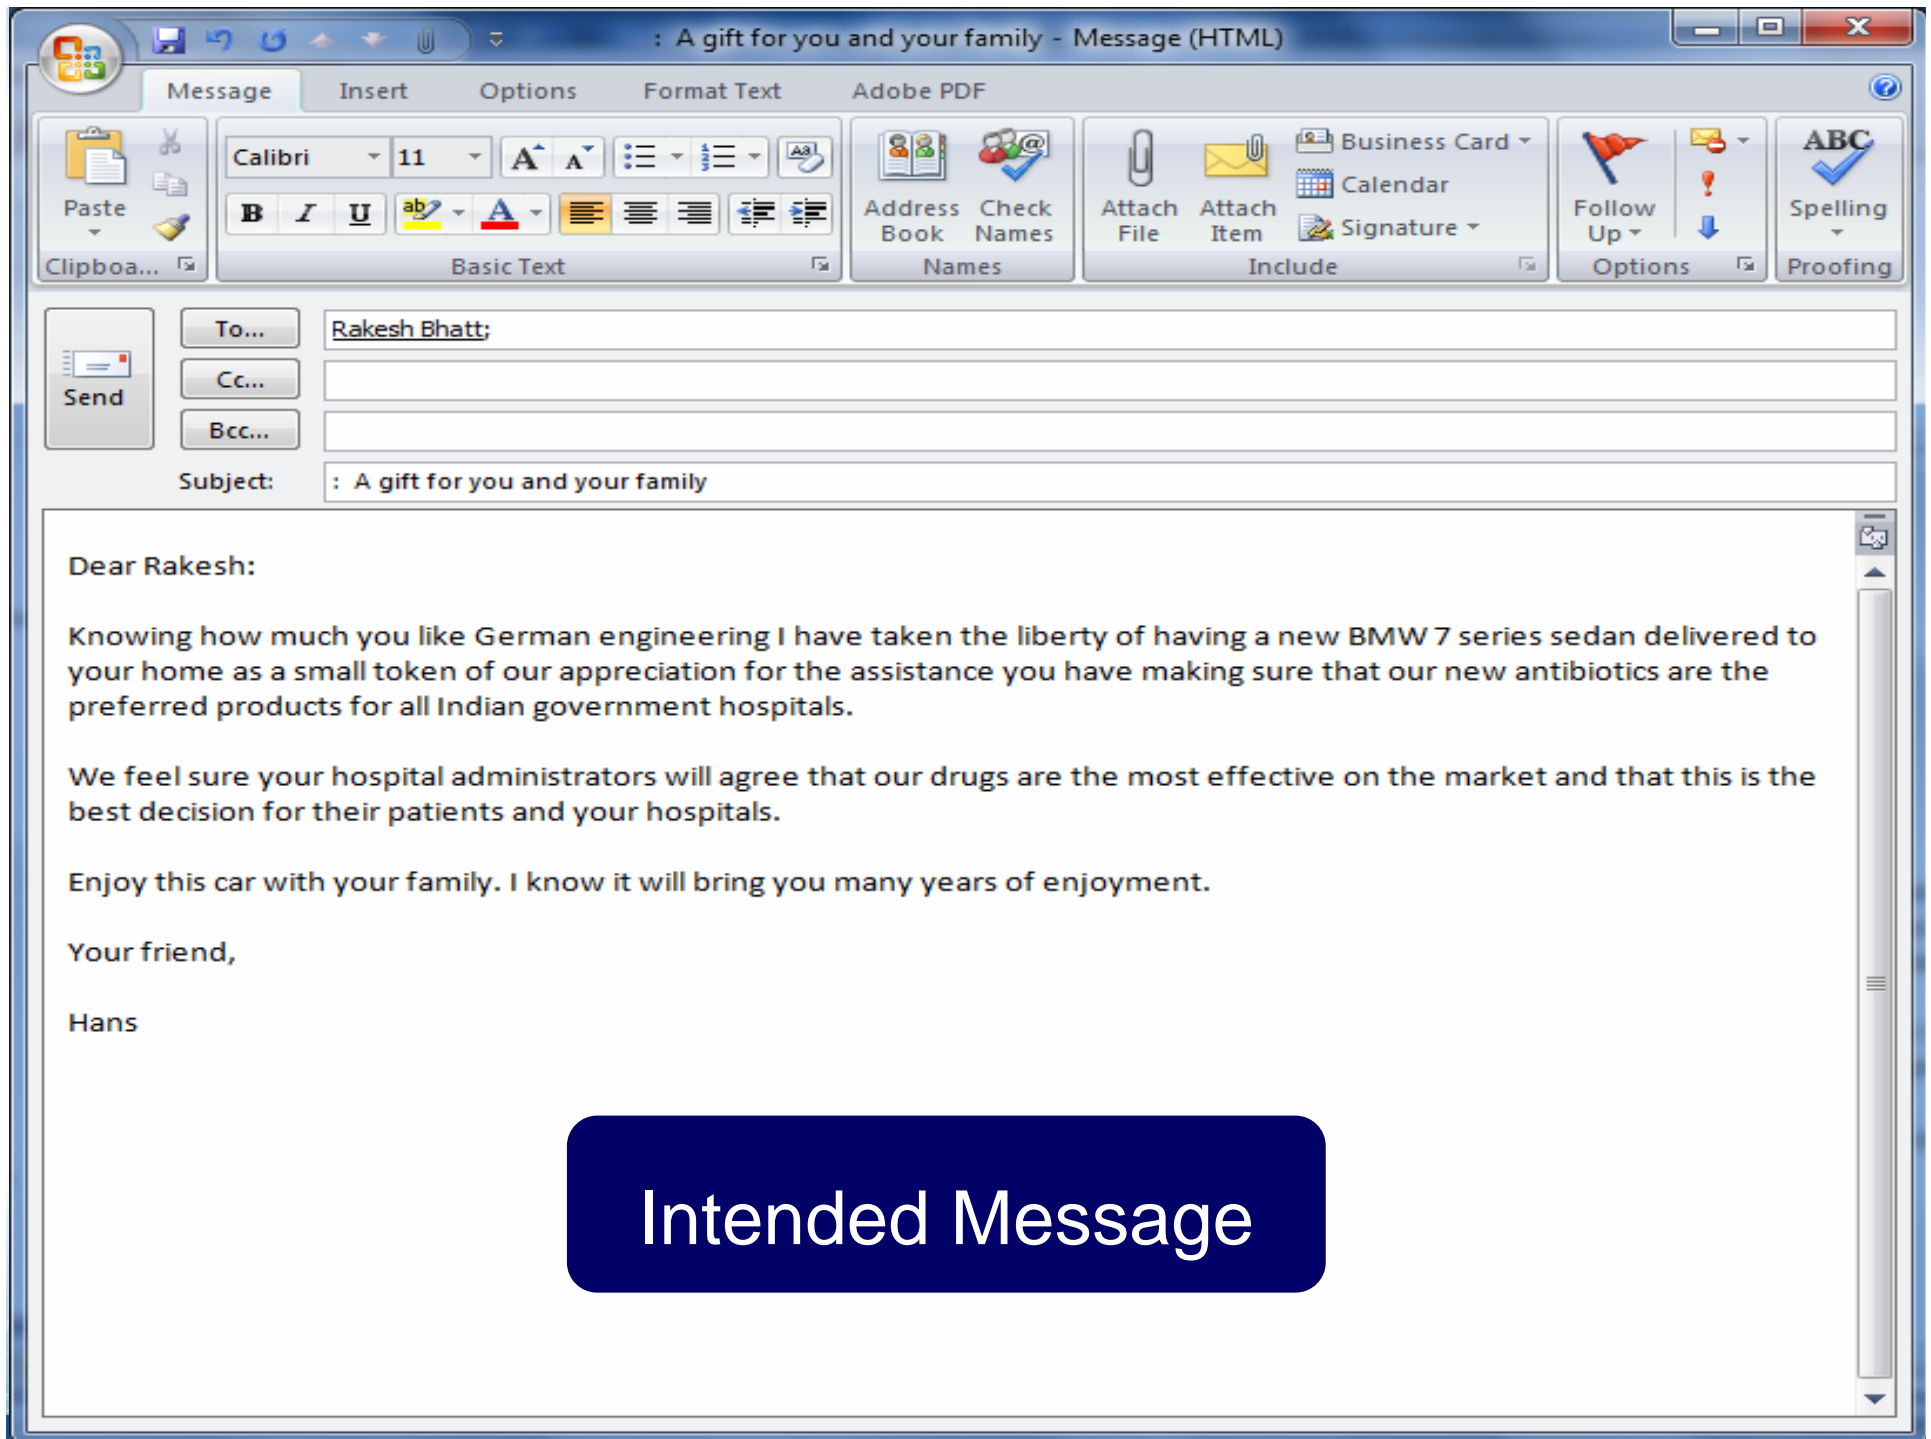 : A gift for you and your family - Message (HTML)
Message Insert Options Format Text Adobe PDF
Paste
Clipboa...
Calibri 11
B I U
Basic Text
Address Book
Check Names
Names
Attach File
Attach Item
Business Card
Calendar
Signature
Include
Follow Up
Options
ABC
Spelling
Proofing
Send
To... Rakesh Bhatt;
Cc...
Bcc...
Subject: : A gift for you and your family
Dear Rakesh:
Knowing how much you like German engineering I have taken the liberty of having a new BMW 7 series sedan delivered to
your home as a small token of our appreciation for the assistance you have making sure that our new antibiotics are the
preferred products for all Indian government hospitals.
We feel sure your hospital administrators will agree that our drugs are the most effective on the market and that this is the
best decision for their patients and your hospitals.
Enjoy this car with your family. I know it will bring you many years of enjoyment.
Your friend,
Hans
Intended Message